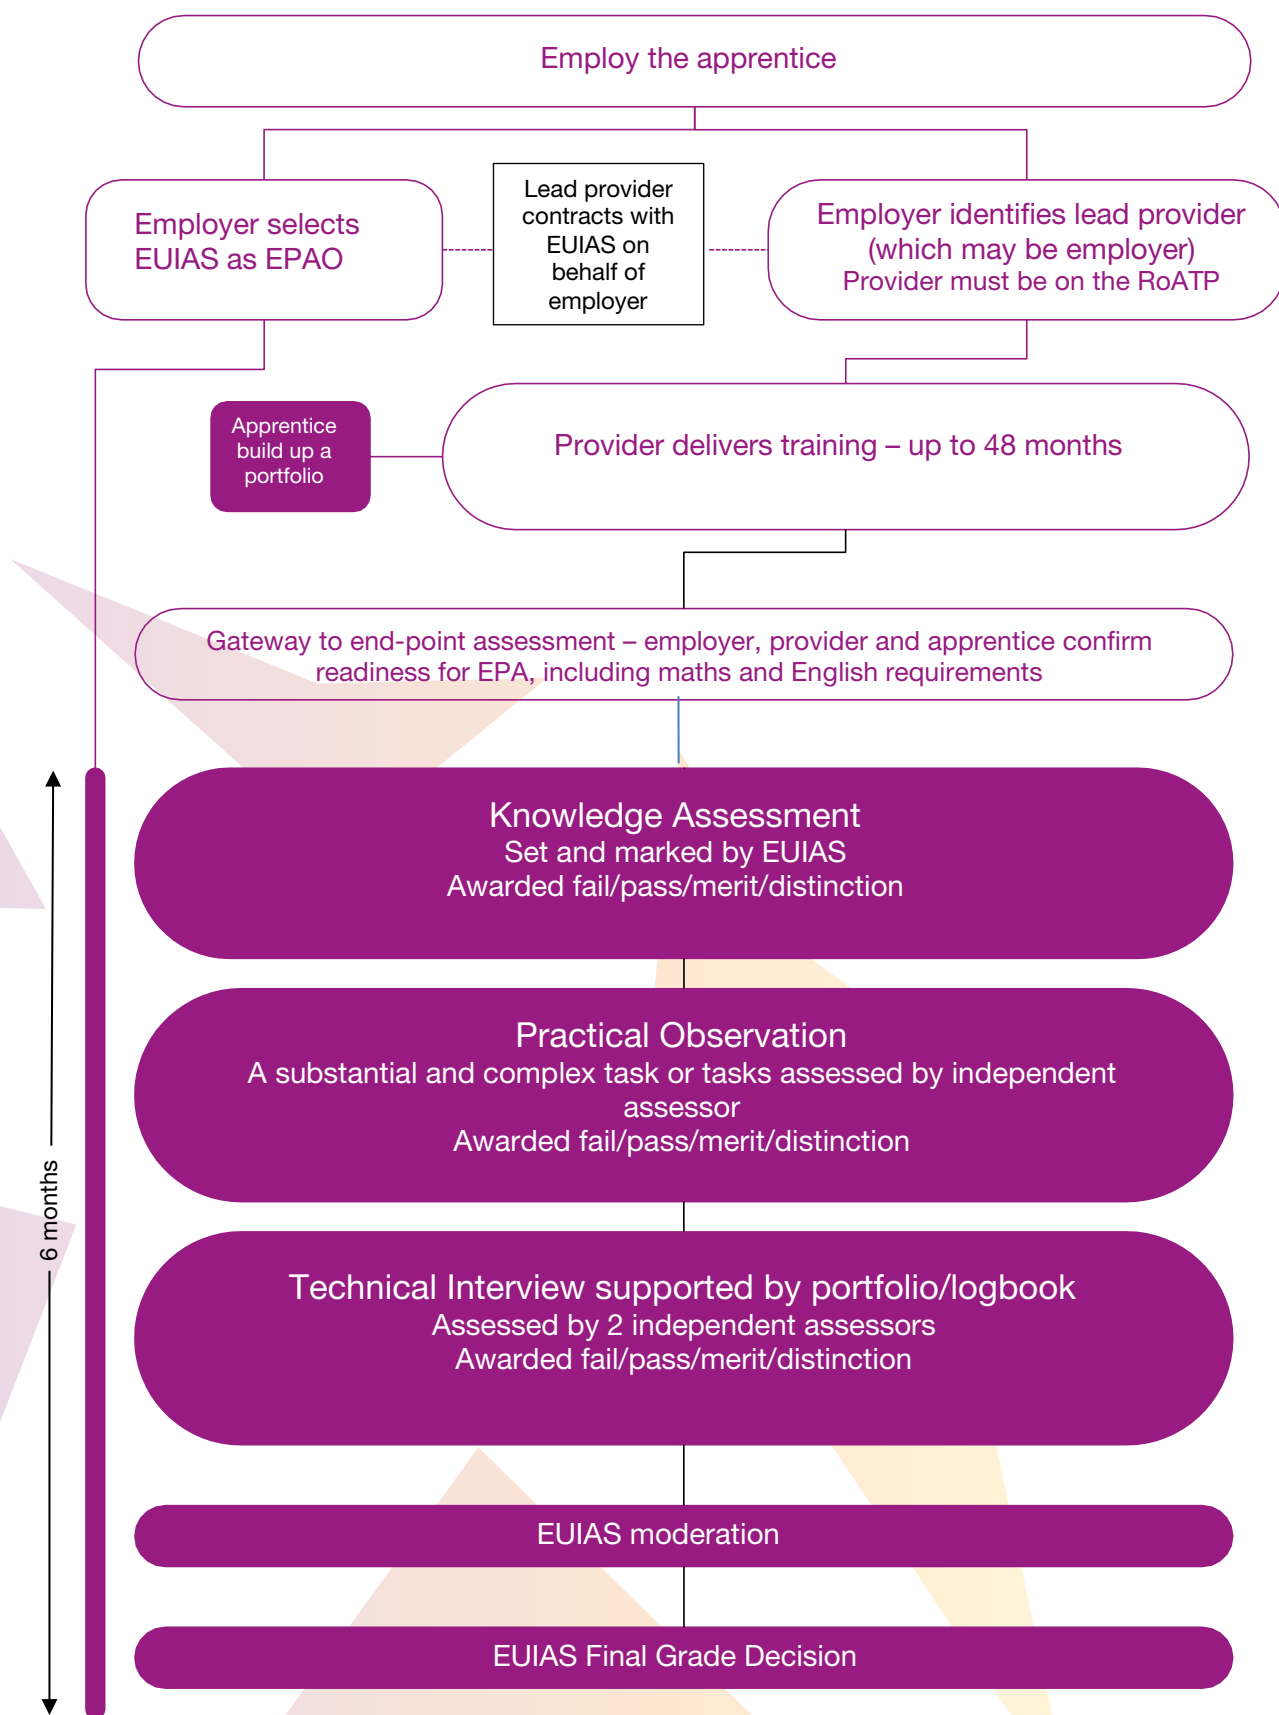 Employ the apprentice
Employer selects
EUIAS as EPAO
Lead provider
contracts with
EUIAS on
behalf of
employer
Employer identifies lead provider
(which may be employer)
Provider must be on the RoATP
Apprentice
build up a
portfolio
Provider delivers training – up to 48 months
Gateway to end-point assessment – employer, provider and apprentice confirm
readiness for EPA, including maths and English requirements
Knowledge Assessment
Set and marked by EUIAS
Awarded fail/pass/merit/distinction
Practical Observation
A substantial and complex task or tasks assessed by independent
assessor
Awarded fail/pass/merit/distinction
6 months
Technical Interview supported by portfolio/logbook
Assessed by 2 independent assessors
Awarded fail/pass/merit/distinction
EUIAS moderation
EUIAS Final Grade Decision